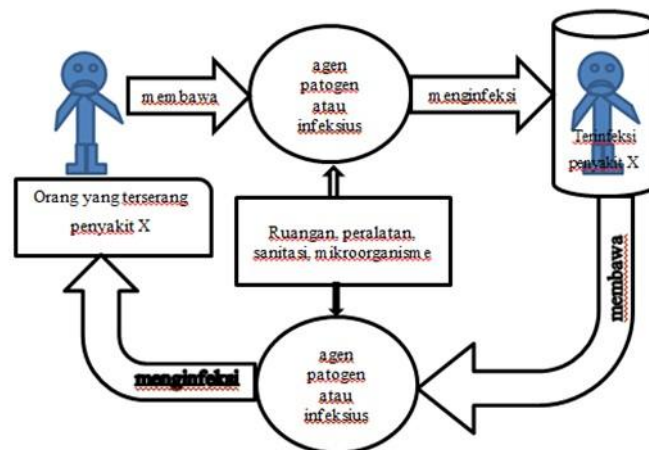 agen
patogen
atau
infeksius
membawa
menginfeksi
Terinfeksi
penyakit X
Orang yang terserang
penyakit X
Ruangan, peralatan,
sanitasi, mikroorganisme
membawa
agen
patogen
atau
infeksius
menginfeksi